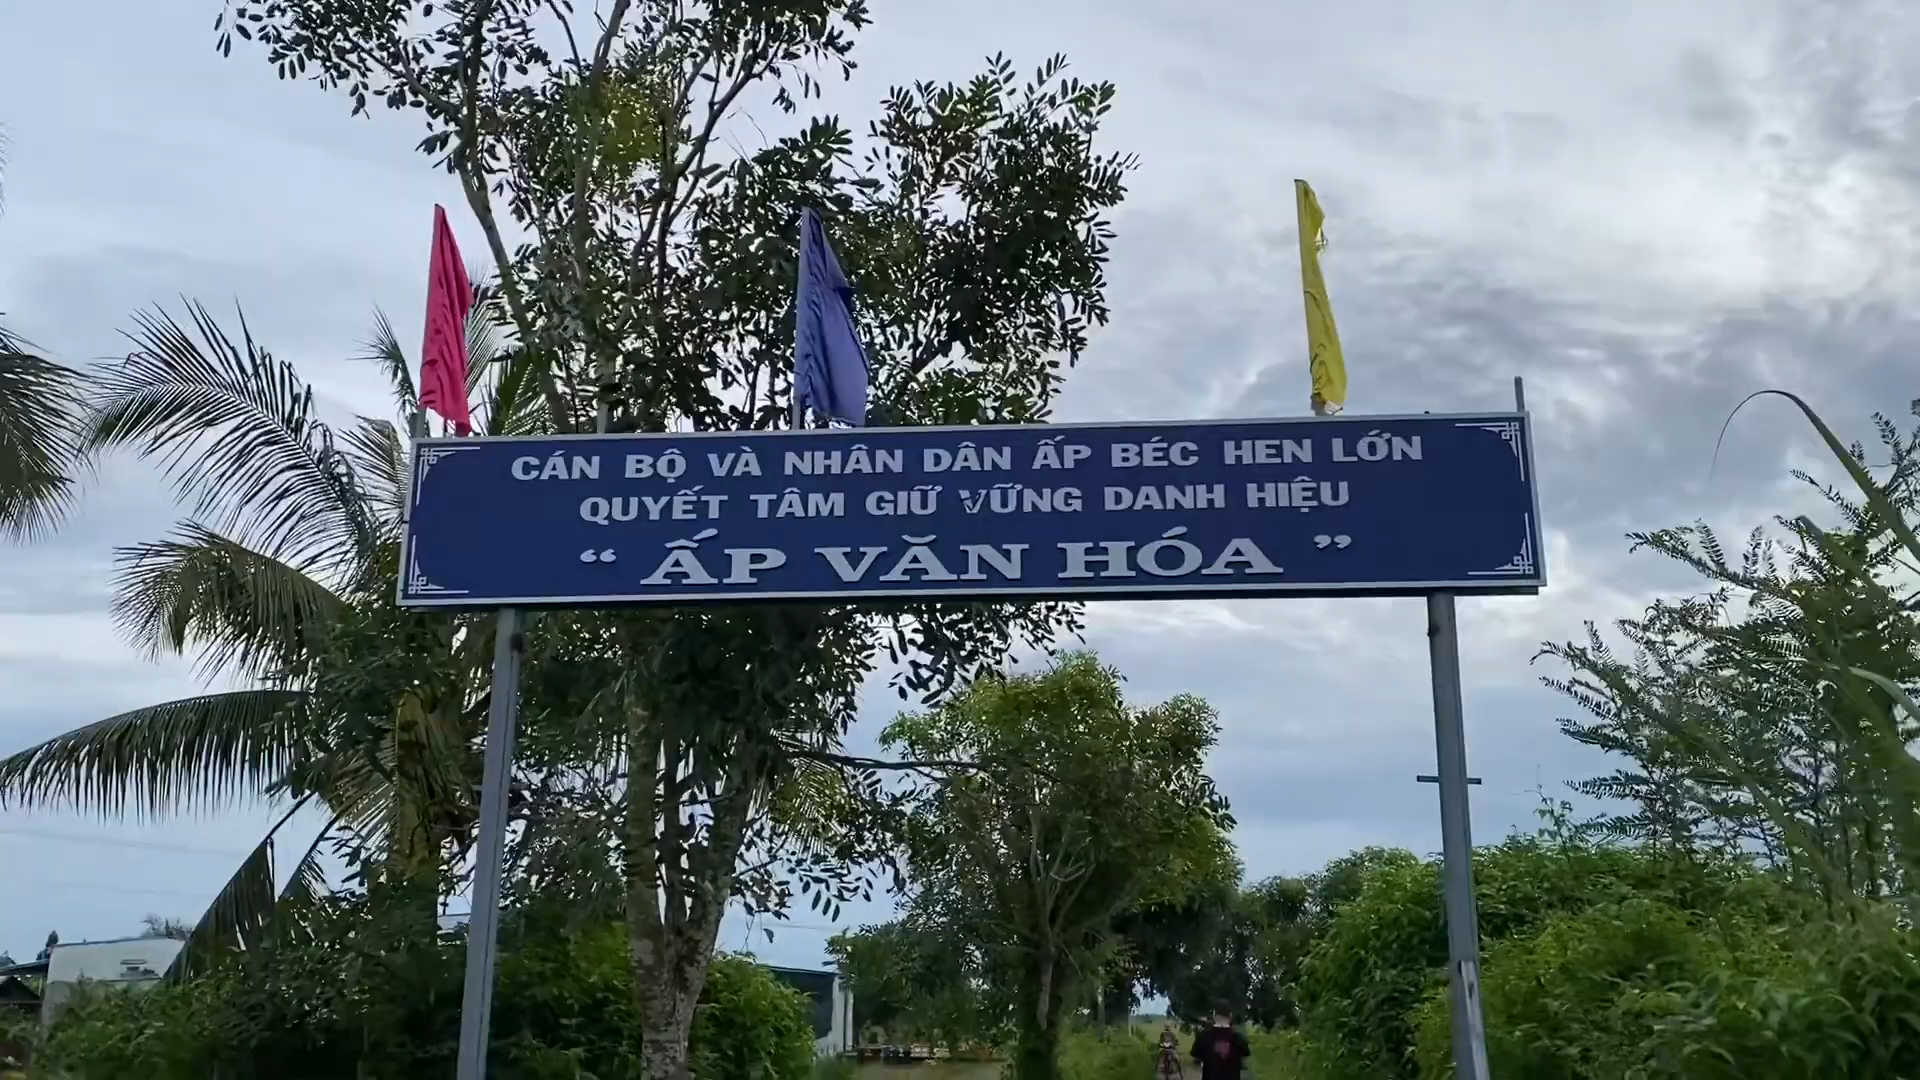 CÁN BỘ VÀ NHÂN DÂN ẤP BÉC HEN LỚN
QUYẾT TÂM GIỮ VỮNG DANH HIỆU
“ ẤP VĂN HÓA ”